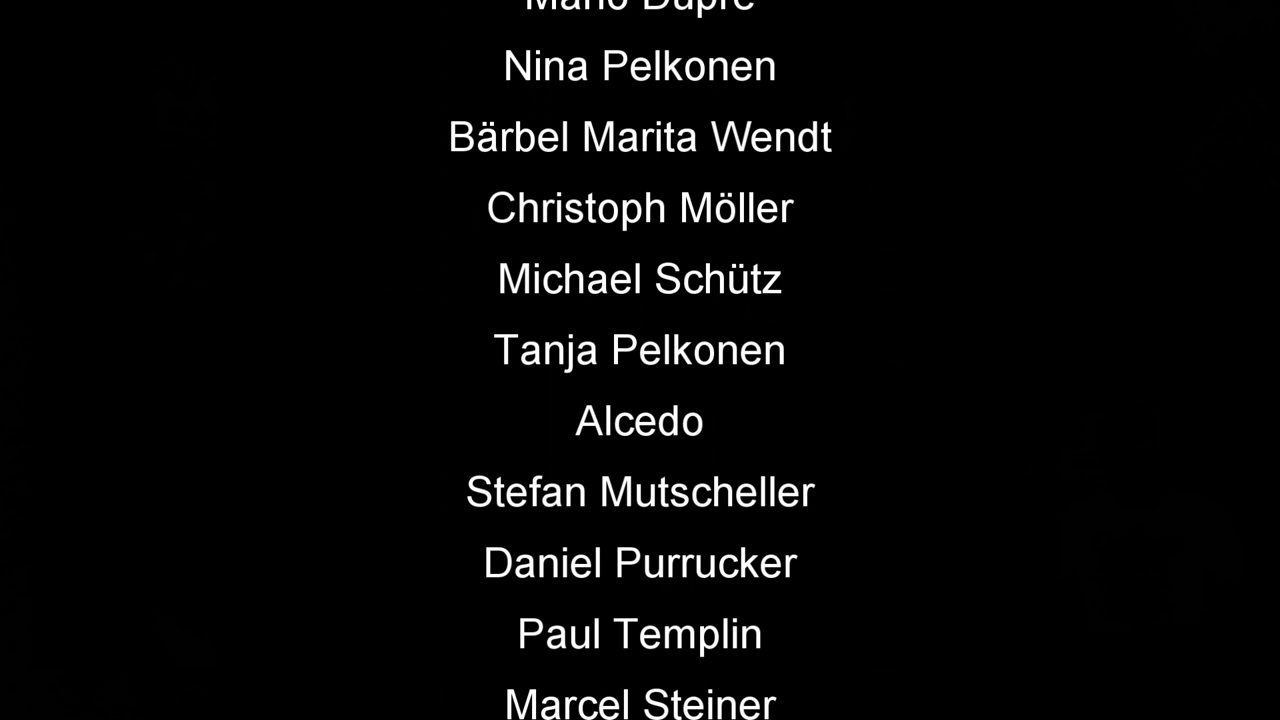 Nina Pelkonen
Bärbel Marita Wendt
Christoph Möller
Michael Schütz
Tanja Pelkonen
Alcedo
Stefan Mutscheller
Daniel Purrucker
Paul Templin
Marcel Steiner